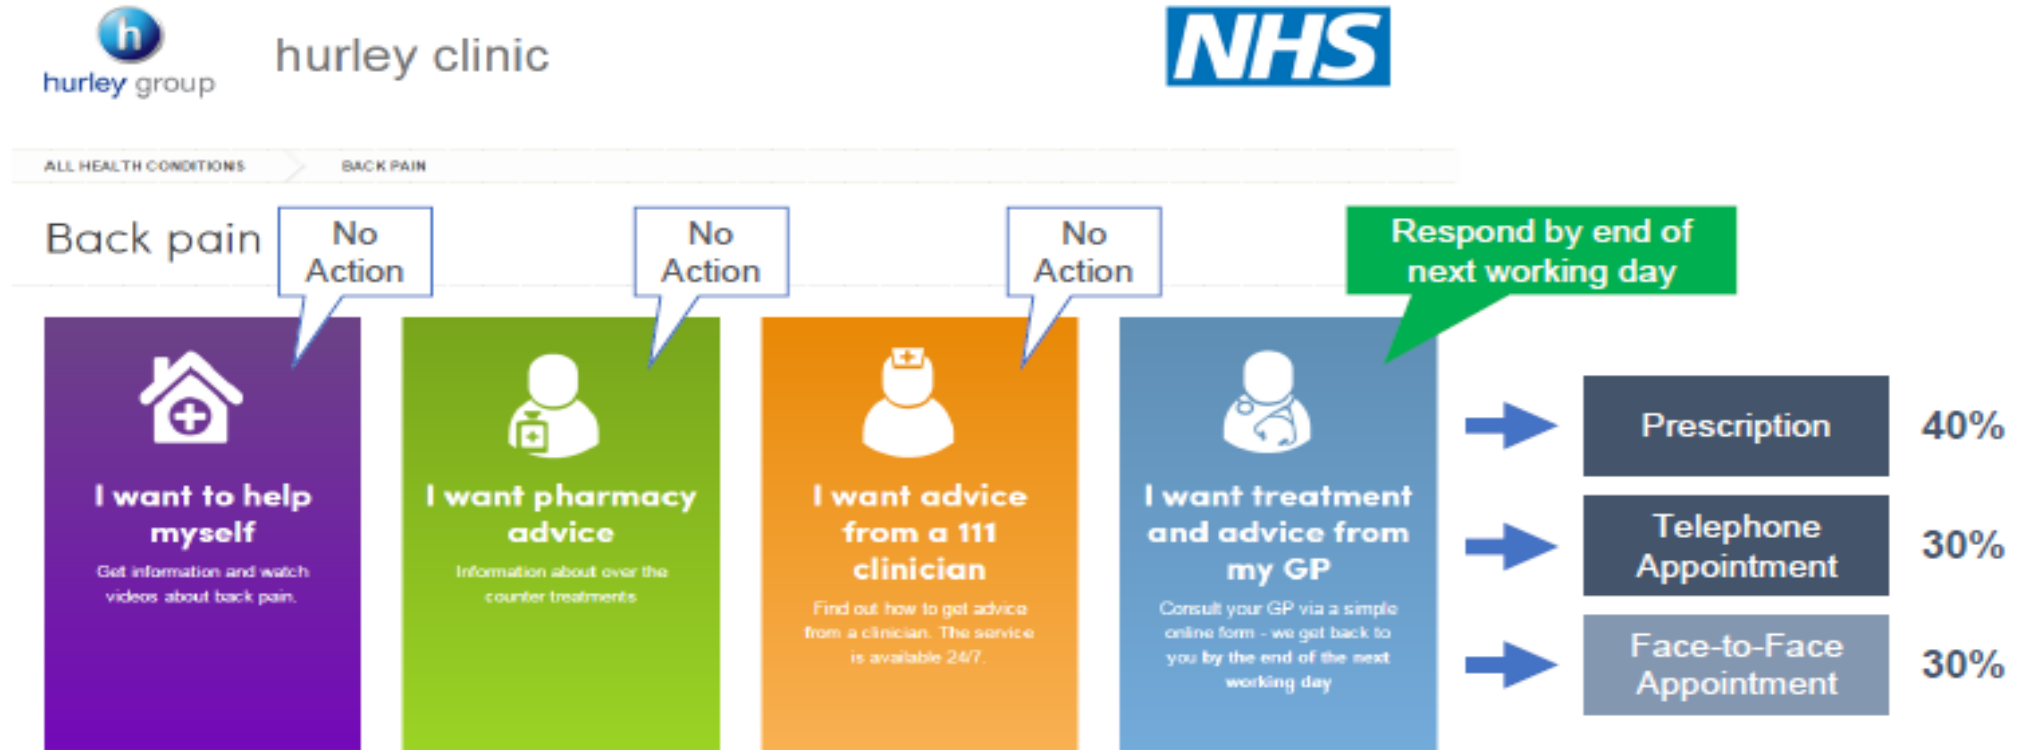 h
hurley group
hurley clinic
NHS
ALL HEALTH CONDITIONS
BACK PAIN
Back pain
No
Action
No
Action
No
Action
Respond by end of
next working day
I want to help
myself
Get information and watch
videos about back pain.
I want pharmacy
advice
Information about over the
counter treatments
I want advice
from a 111
clinician
Find out how to get advice
from a clinician. The service
is available 24/7.
I want treatment
and advice from
my GP
Consult your GP via a simple
online form - we get back to
you by the end of the next
working day
Prescription
40%
Telephone
Appointment
30%
Face-to-Face
Appointment
30%